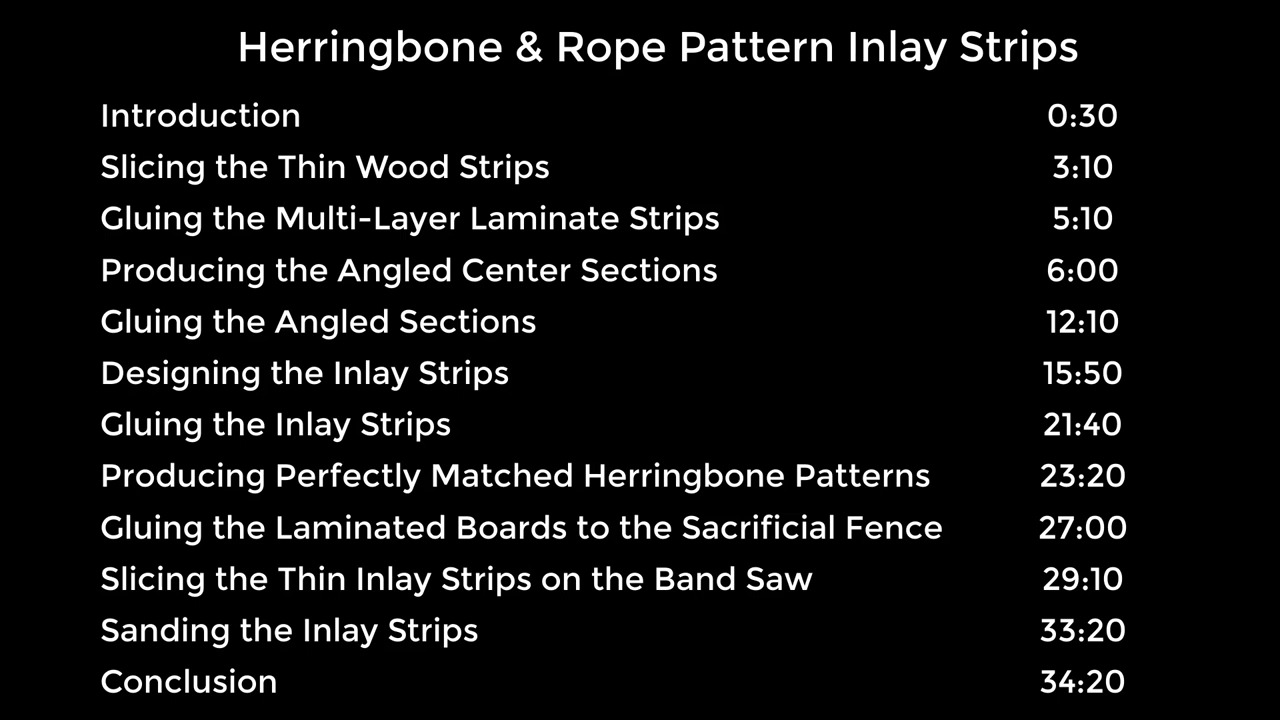 Herringbone & Rope Pattern Inlay Strips
Introduction 0:30
Slicing the Thin Wood Strips 3:10
Gluing the Multi-Layer Laminate Strips 5:10
Producing the Angled Center Sections 6:00
Gluing the Angled Sections 12:10
Designing the Inlay Strips 15:50
Gluing the Inlay Strips 21:40
Producing Perfectly Matched Herringbone Patterns 23:20
Gluing the Laminated Boards to the Sacrificial Fence 27:00
Slicing the Thin Inlay Strips on the Band Saw 29:10
Sanding the Inlay Strips 33:20
Conclusion 34:20